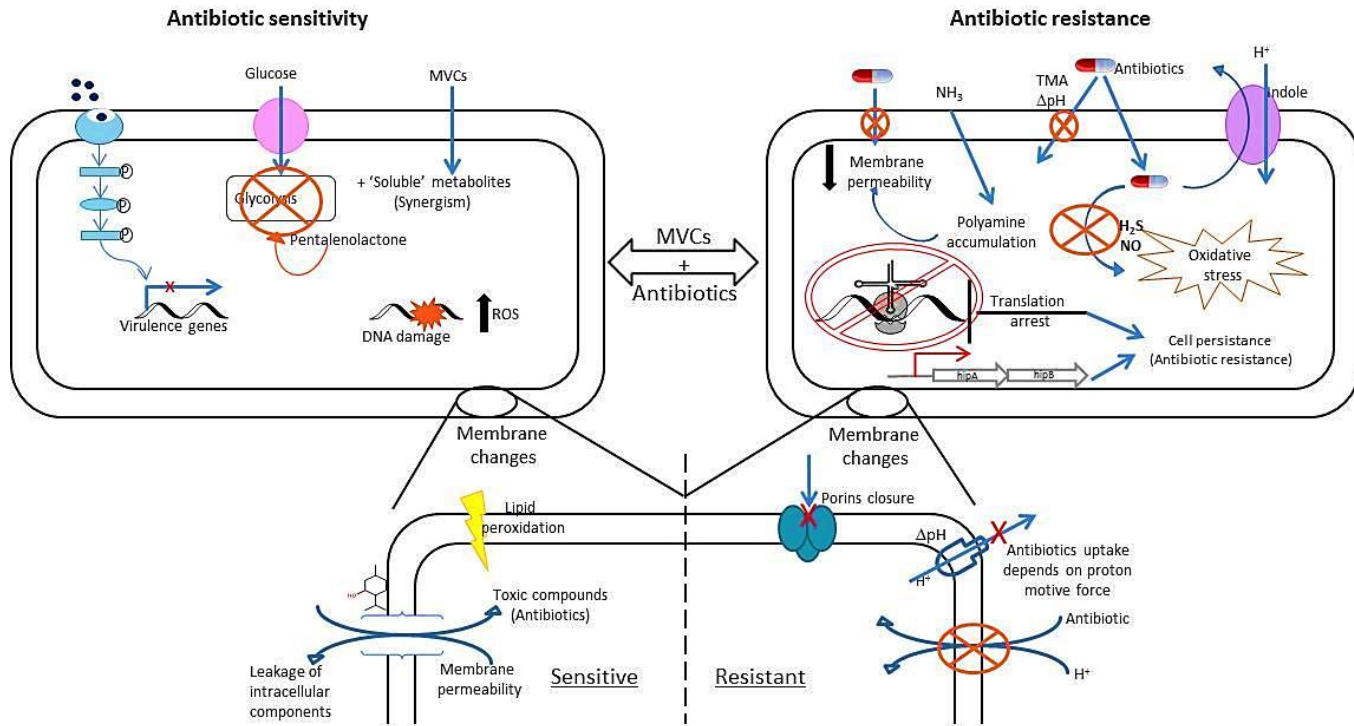 Antibiotic sensitivity
Glucose
MVCs
P
P
P
Glycolysis
Pentalenolactone
+ 'Soluble' metabolites
(Synergism)
X
Virulence genes
DNA damage
ROS
MVCs
+
Antibiotics
Antibiotic resistance
NH3
TMA
ΔpH
Antibiotics
H+
Indole
Membrane
permeability
Polyamine
accumulation
H2S
NO
Oxidative
stress
Translation
arrest
Cell persistance
(Antibiotic resistance)
hipA
hipB
Membrane
changes
Membrane
changes
Lipid
peroxidation
HO
Toxic compounds
(Antibiotics)
Leakage of
intracellular
components
Membrane
permeability
Sensitive
Resistant
Porins closure
X
ΔpH
H+
X
Antibiotics uptake
depends on proton
motive force
Antibiotic
H+